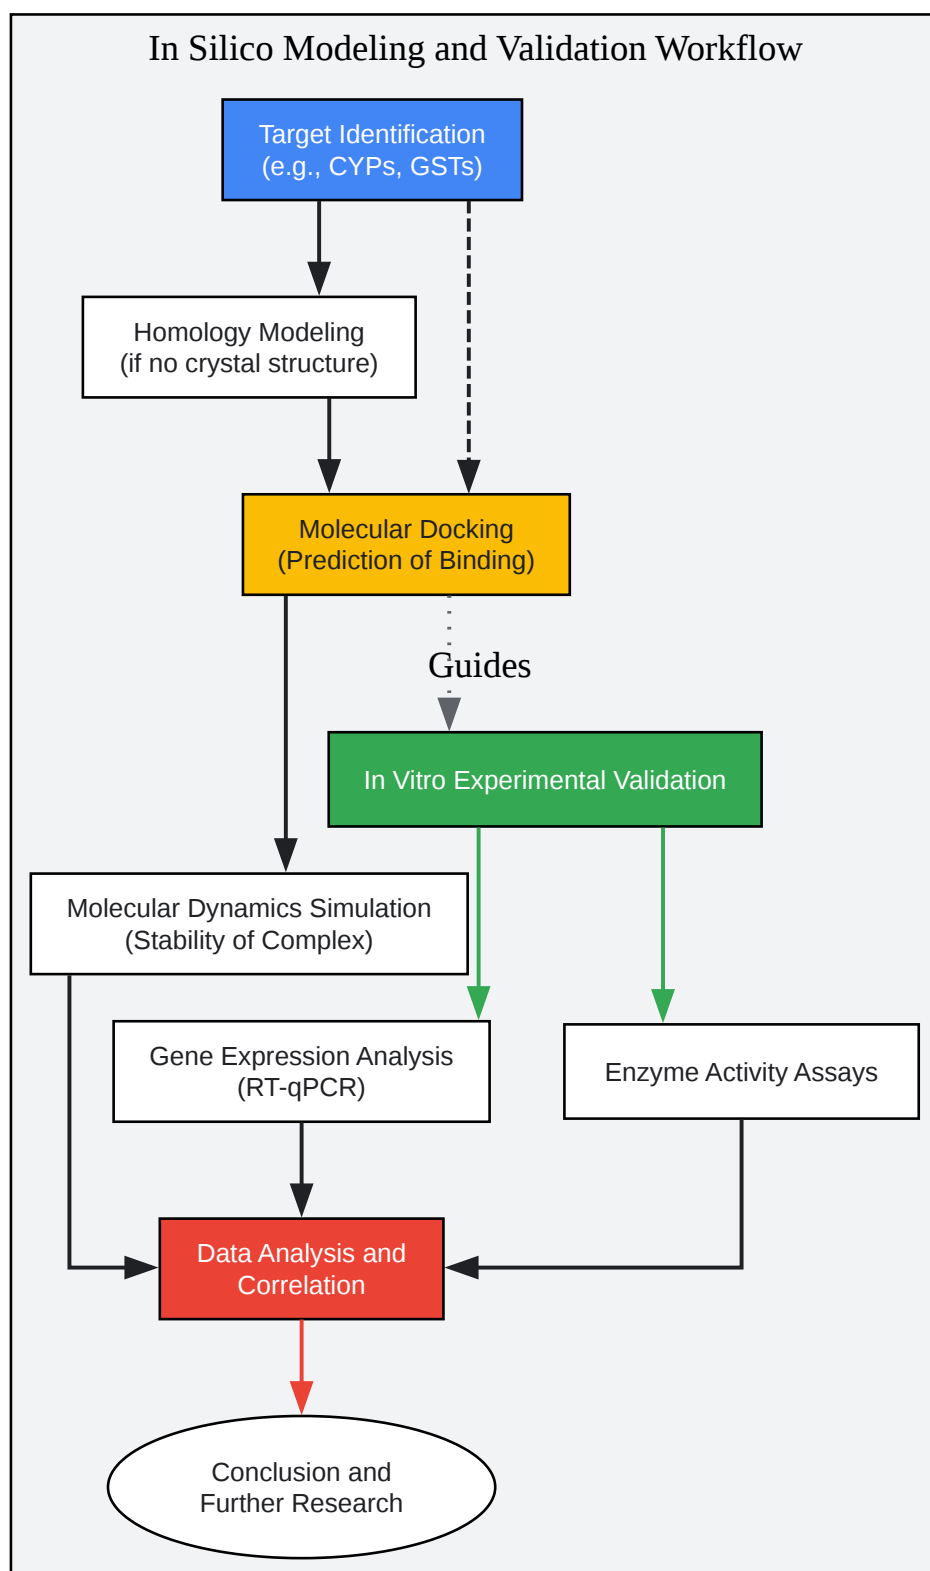 In Silico Modeling and Validation Workflow
Target Identification
(e.g., CYPs, GSTs)
Homology Modeling
(if no crystal structure)
Molecular Docking
(Prediction of Binding)
Guides
In Vitro Experimental Validation
Molecular Dynamics Simulation
(Stability of Complex)
Gene Expression Analysis
(RT-qPCR)
Enzyme Activity Assays
Data Analysis and
Correlation
Conclusion and
Further Research